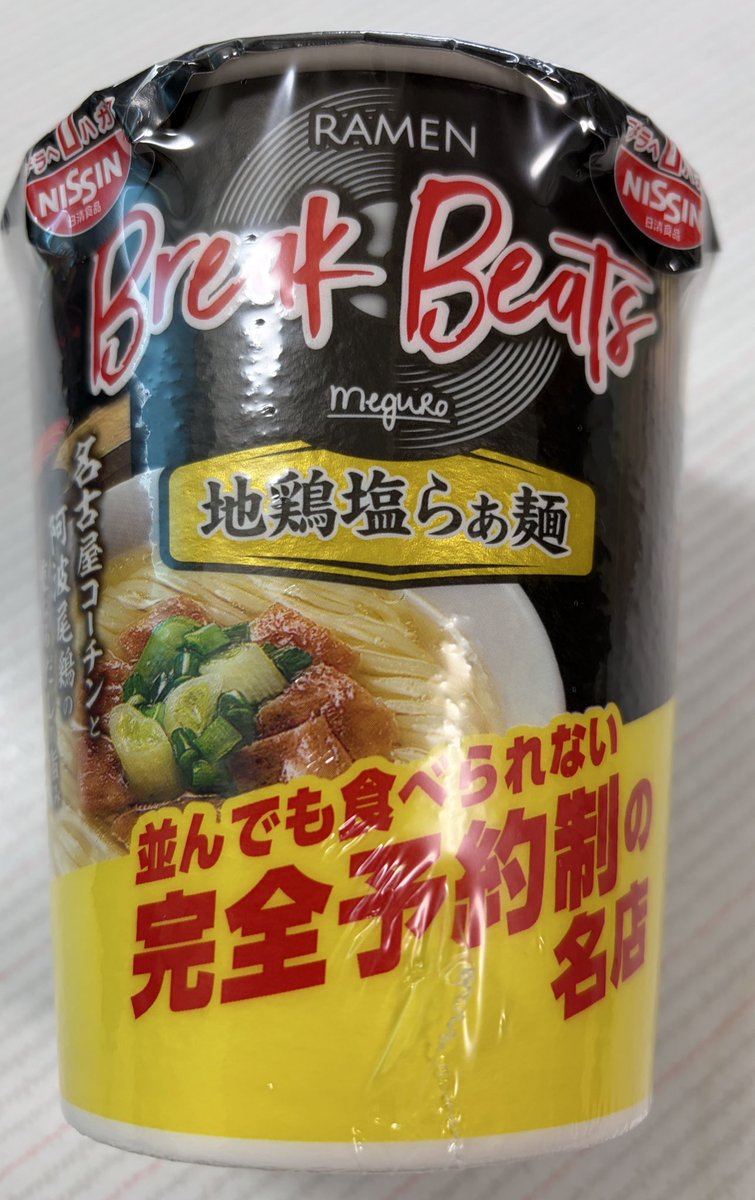 RAMEN
Break Beats
meguro
NISSIN
日清食品
NISSIN
日清食品
地鶏塩らぁ麺
名古屋コーチンと
阿波尾鶏の
並んでも食べられない
完全予約制の
名店